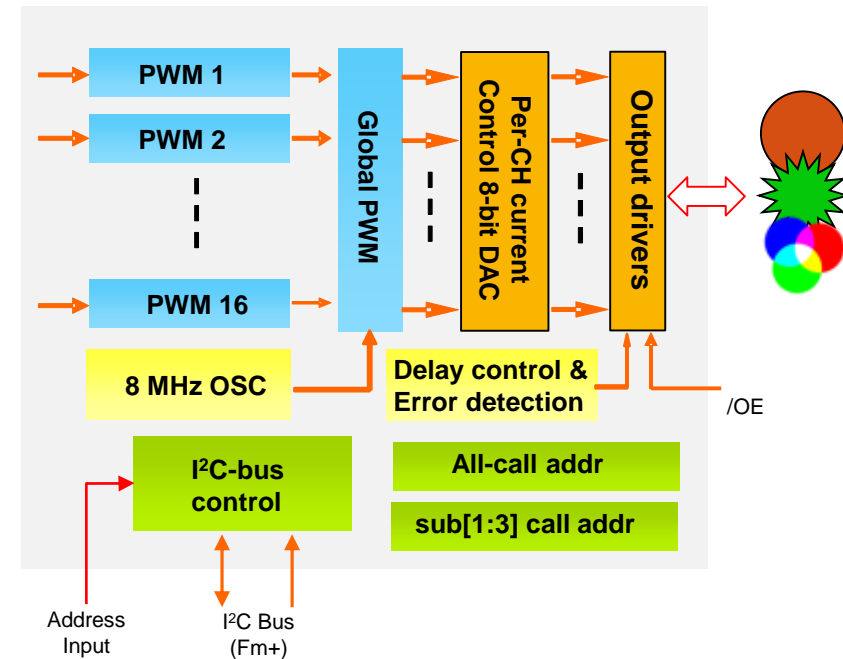 PWM 1
PWM 2
PWM 16
Global PWM
Per-CH current
Control 8-bit DAC
Output drivers
8 MHz OSC
Delay control &
Error detection
/OE
I²C-bus
control
All-call addr
sub[1:3] call addr
Address
Input
I²C Bus
(Fm+)